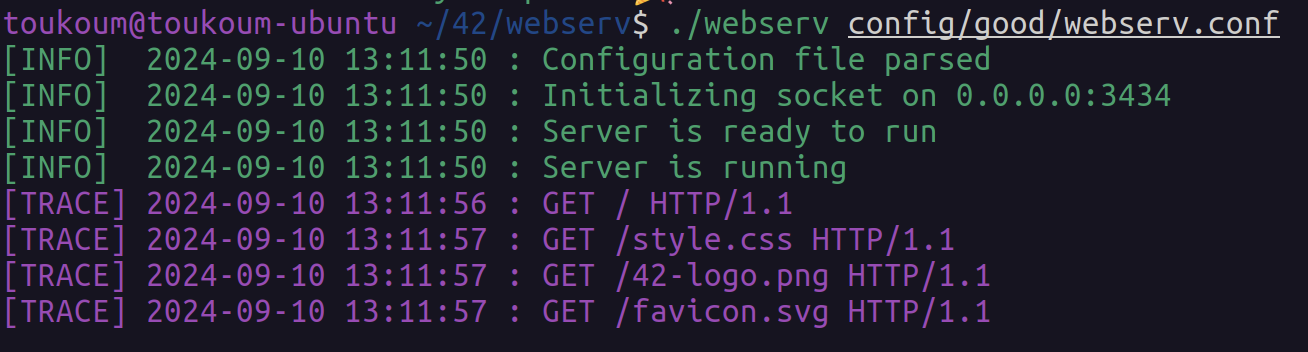 toukoum@toukoum-ubuntu ~/42/webserv$ ./webserv config/good/webserv.conf
[INFO]  2024-09-10 13:11:50 : Configuration file parsed
[INFO]  2024-09-10 13:11:50 : Initializing socket on 0.0.0.0:3434
[INFO]  2024-09-10 13:11:50 : Server is ready to run
[INFO]  2024-09-10 13:11:50 : Server is running
[TRACE] 2024-09-10 13:11:56 : GET / HTTP/1.1
[TRACE] 2024-09-10 13:11:57 : GET /style.css HTTP/1.1
[TRACE] 2024-09-10 13:11:57 : GET /42-logo.png HTTP/1.1
[TRACE] 2024-09-10 13:11:57 : GET /favicon.svg HTTP/1.1